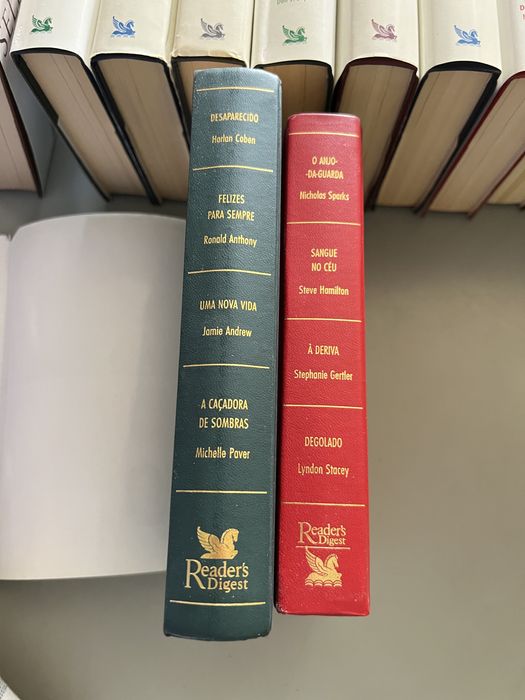 DESAPARECIDO
Harlan Coben
FELIZES
PARA SEMPRE
Ronald Anthony
UMA NOVA VIDA
Jamie Andrew
A CAÇADORA
DE SOMBRAS
Michelle Paver
Reader's
Digest
O ANJO-
-DA-GUARDA
Nicholas Sparks
SANGUE
NO CÉU
Steve Hamilton
À DERIVA
Stephanie Gertler
DEGOLADO
Lyndon Stacey
Reader's
Digest